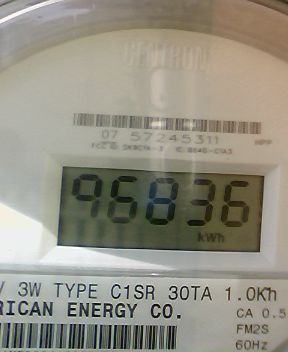 CENTRON
07 57245311
96836
kWh
V 3W TYPE C1SR 30TA 1.0Kh
RICAN ENERGY CO.
CA 0.5
FM2S
60Hz